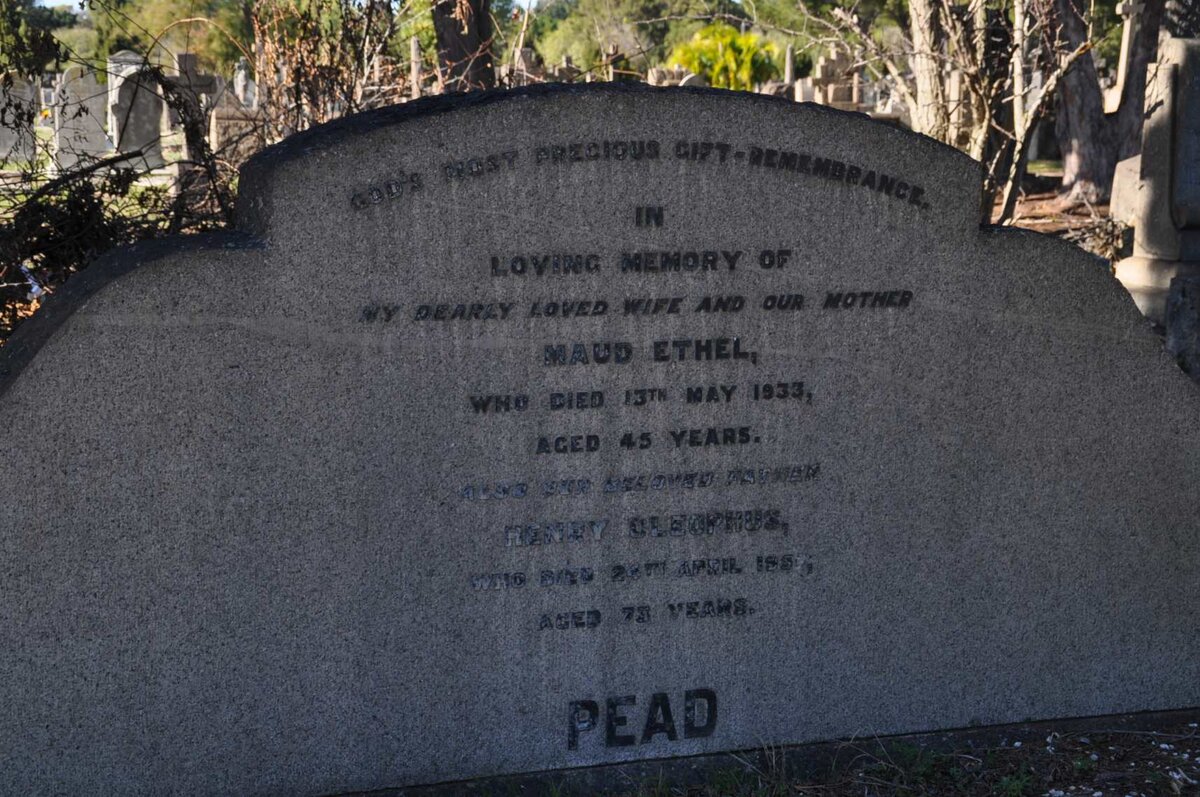 GOD'S MOST PRECIOUS GIFT-REMEMBRANCE.
IN
LOVING MEMORY OF
MY DEARLY LOVED WIFE AND OUR MOTHER
MAUD ETHEL,
WHO DIED 13TH MAY 1933,
AGED 45 YEARS.
ALSO OUR BELOVED FATHER
HENRY CLEOPHUS,
WHO DIED APRIL
AGED 73 YEARS.
PEAD